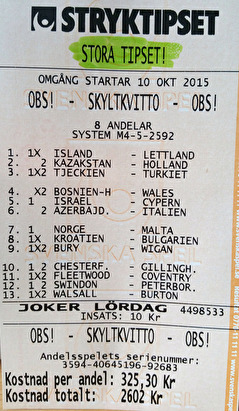 STRYKTIPSET
STORA TIPSET!
OMGÅNG STARTAR 10 OKT 2015
OBS! - SKYLTKVITTO - OBS!
8 ANDELAR
SYSTEM M4-5-2592
1. 1X ISLAND - LETTLAND
2. 2 KAZAKSTAN - HOLLAND
3. 1X2 TJECKIEN - TURKIET
4. X2 BOSNIEN-H - WALES
5. 1 ISRAEL - CYPERN
6. 2 AZERBAJD. - ITALIEN
7. 1 NORGE - MALTA
8. 1X KROATIEN - BULGARIEN
9. 1X2 BURY - WIGAN
10. 1 2 CHESTERF. - GILLINGH.
11. 1X2 FLEETWOOD - COVENTRY
12. 1 2 SWINDON - PETERBOR.
13. 1X2 WALSALL - BURTON
JOKER LÖRDAG 4498533
INSATS: 10 Kr
OBS! - SKYLTKVITTO - OBS!
Andelsspelets serienummer:
3594-40645196-92683
Kostnad per andel: 325,30 Kr
Kostnad totalt: 2602 Kr